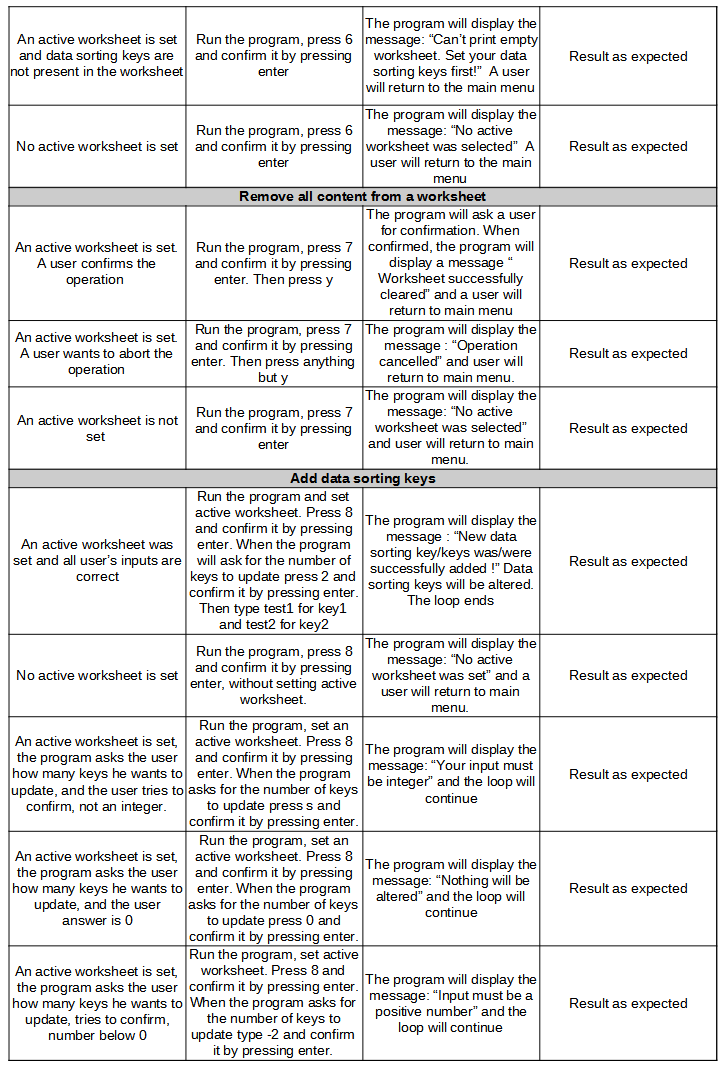 An active worksheet is set
and data sorting keys are
not present in the worksheet
Run the program, press 6
and confirm it by pressing
enter
The program will display the
message: “Can’t print empty
worksheet. Set your data
sorting keys first!” A user
will return to the main menu
Result as expected
No active worksheet is set
Run the program, press 6
and confirm it by pressing
enter
The program will display the
message: “No active
worksheet was selected” A
user will return to the main
menu
Result as expected
Remove all content from a worksheet
An active worksheet is set.
A user confirms the
operation
Run the program, press 7
and confirm it by pressing
enter. Then press y
The program will ask a user
for confirmation. When
confirmed, the program will
display a message “
Worksheet successfully
cleared” and a user will
return to main menu
Result as expected
An active worksheet is set.
A user wants to abort the
operation
Run the program, press 7
and confirm it by pressing
enter. Then press anything
but y
The program will display the
message : “Operation
cancelled” and user will
return to main menu.
Result as expected
An active worksheet is not
set
Run the program, press 7
and confirm it by pressing
enter
The program will display the
message: “No active
worksheet was selected”
and user will return to main
menu.
Result as expected
Add data sorting keys
An active worksheet was
set and all user’s inputs are
correct
Run the program and set
active worksheet. Press 8
and confirm it by pressing
enter. When the program
will ask for the number of
keys to update press 2 and
confirm it by pressing enter.
Then type test1 for key1
and test2 for key2
The program will display the
message : “New data
sorting key/keys was/were
successfully added !” Data
sorting keys will be altered.
The loop ends
Result as expected
No active worksheet is set
Run the program, press 8
and confirm it by pressing
enter, without setting active
worksheet.
The program will display the
message: “No active
worksheet was set” and a
user will return to main
menu.
Result as expected
An active worksheet is set,
the program asks the user
how many keys he wants to
update, and the user tries to
confirm, not an integer.
Run the program, set an
active worksheet. Press 8
and confirm it by pressing
enter. When the program
asks for the number of keys
to update press s and
confirm it by pressing enter.
The program will display the
message: “Your input must
be integer” and the loop will
continue
Result as expected
An active worksheet is set,
the program asks the user
how many keys he wants to
update, and the user
answer is 0
Run the program, set an
active worksheet. Press 8
and confirm it by pressing
enter. When the program
asks for the number of keys
to update press 0 and
confirm it by pressing enter.
The program will display the
message: “Nothing will be
altered” and the loop will
continue
Result as expected
An active worksheet is set,
the program asks the user
how many keys he wants to
update, tries to confirm,
number below 0
Run the program, set active
worksheet. Press 8 and
confirm it by pressing enter.
When the program asks for
the number of keys to
update type -2 and confirm
it by pressing enter.
The program will display the
message: “Input must be a
positive number” and the
loop will continue
Result as expected